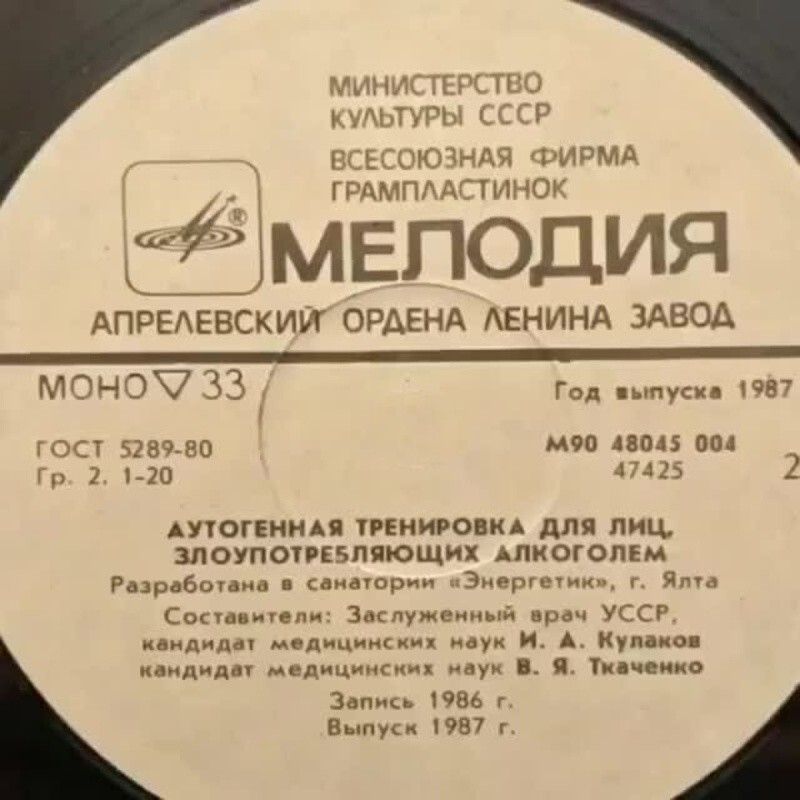 МИНИСТЕРСТВО
КУЛЬТУРЫ СССР
ВСЕСОЮЗНАЯ ФИРМА
ГРАМПЛАСТИНОК
®
МЕЛОДИЯ
АПРЕЛЕВСКИЙ ОРДЕНА ЛЕНИНА ЗАВОД
МОНО ▽ 33
Год выпуска 1987
ГОСТ 5289-80
М90 48045 004
Гр. 2. 1-20
47425
2
АУТОГЕННАЯ ТРЕНИРОВКА ДЛЯ ЛИЦ,
ЗЛОУПОТРЕБЛЯЮЩИХ АЛКОГОЛЕМ
Разработана в санатории «Энергетик», г. Ялта
Составители: Заслуженный врач УССР,
кандидат медицинских наук И. А. Кулаков
кандидат медицинских наук В. Я. Ткаченко
Запись 1986 г.
Выпуск 1987 г.